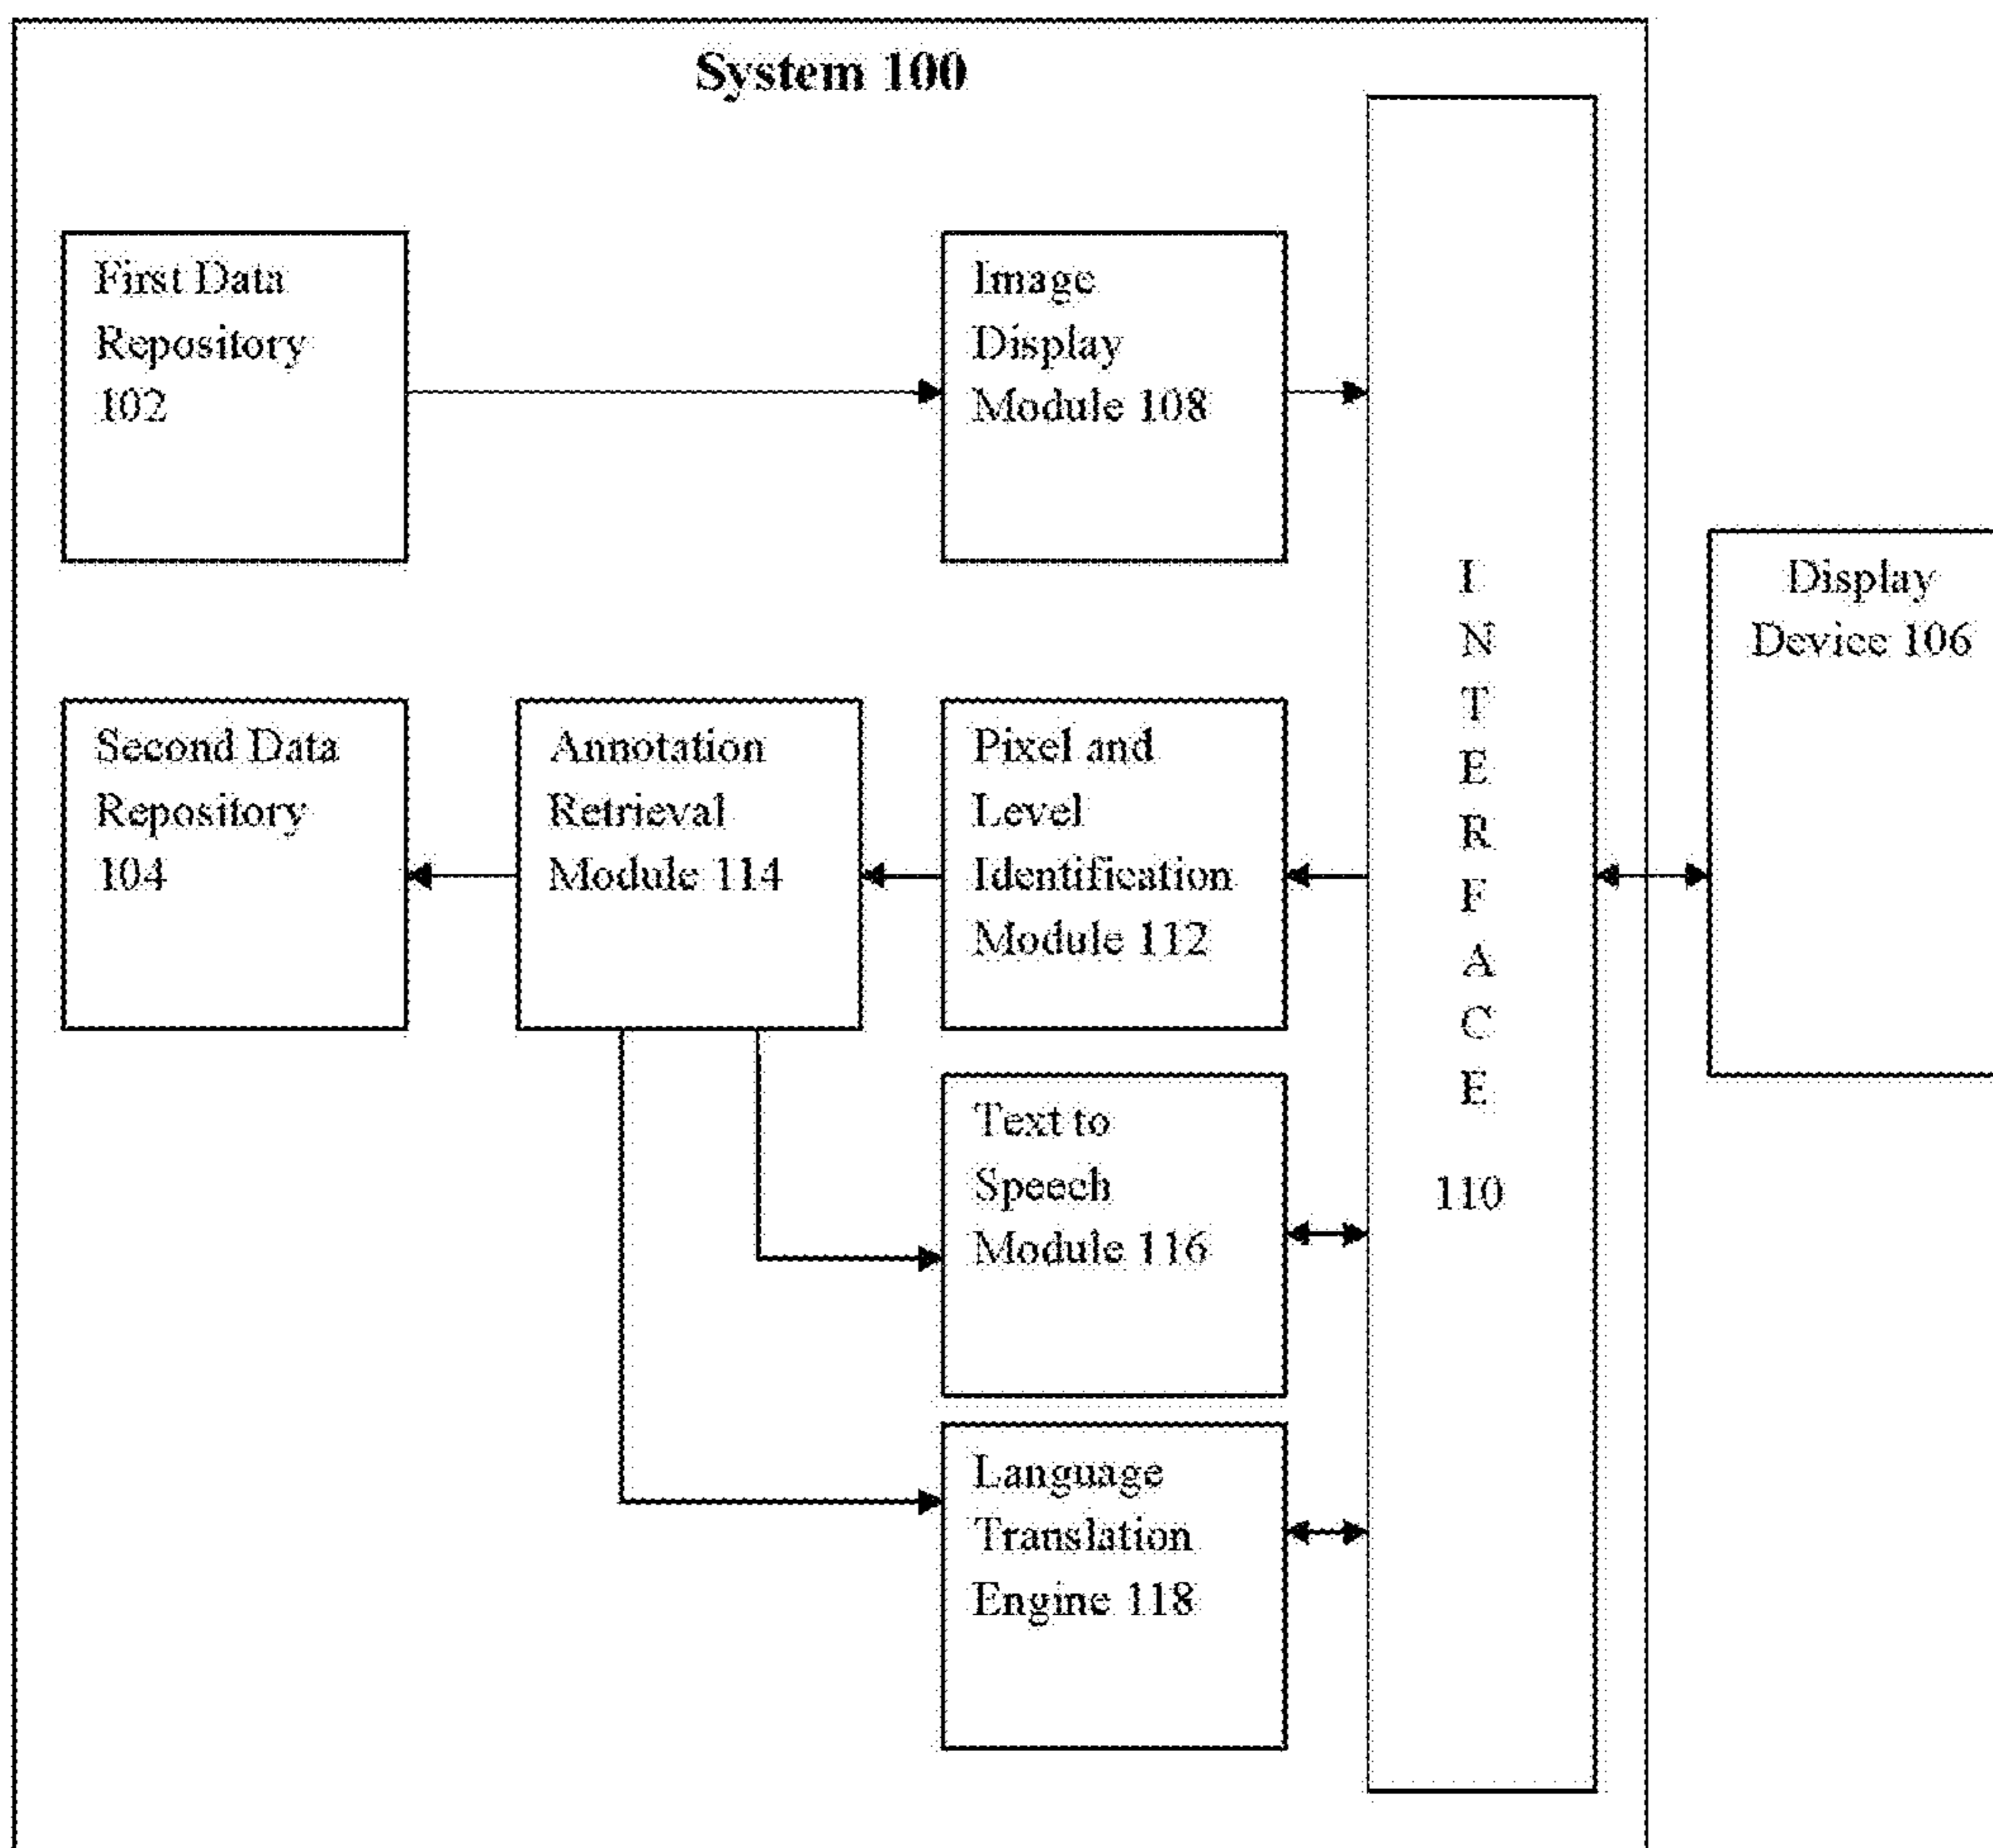 System 100
First Data
Repository
102
Image
Display
Module 108
I
N
T
E
R
F
A
C
E
110
Display
Device 106
Second Data
Repository
104
Annotation
Retrieval
Module 114
Pixel and
Level
Identification
Module 112
Text to
Speech
Module 116
Language
Translation
Engine 118